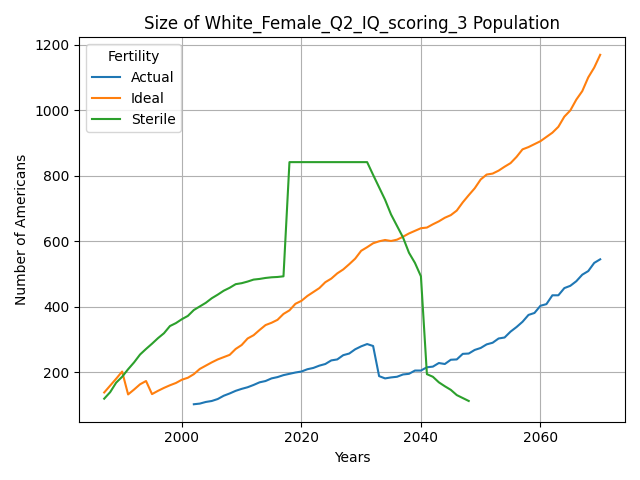 Size of White_Female_Q2_IQ_scoring_3 Population
Fertility
Actual
Ideal
Sterile
Number of Americans
1200
1000
800
600
400
200
2000
2020
2040
2060
Years